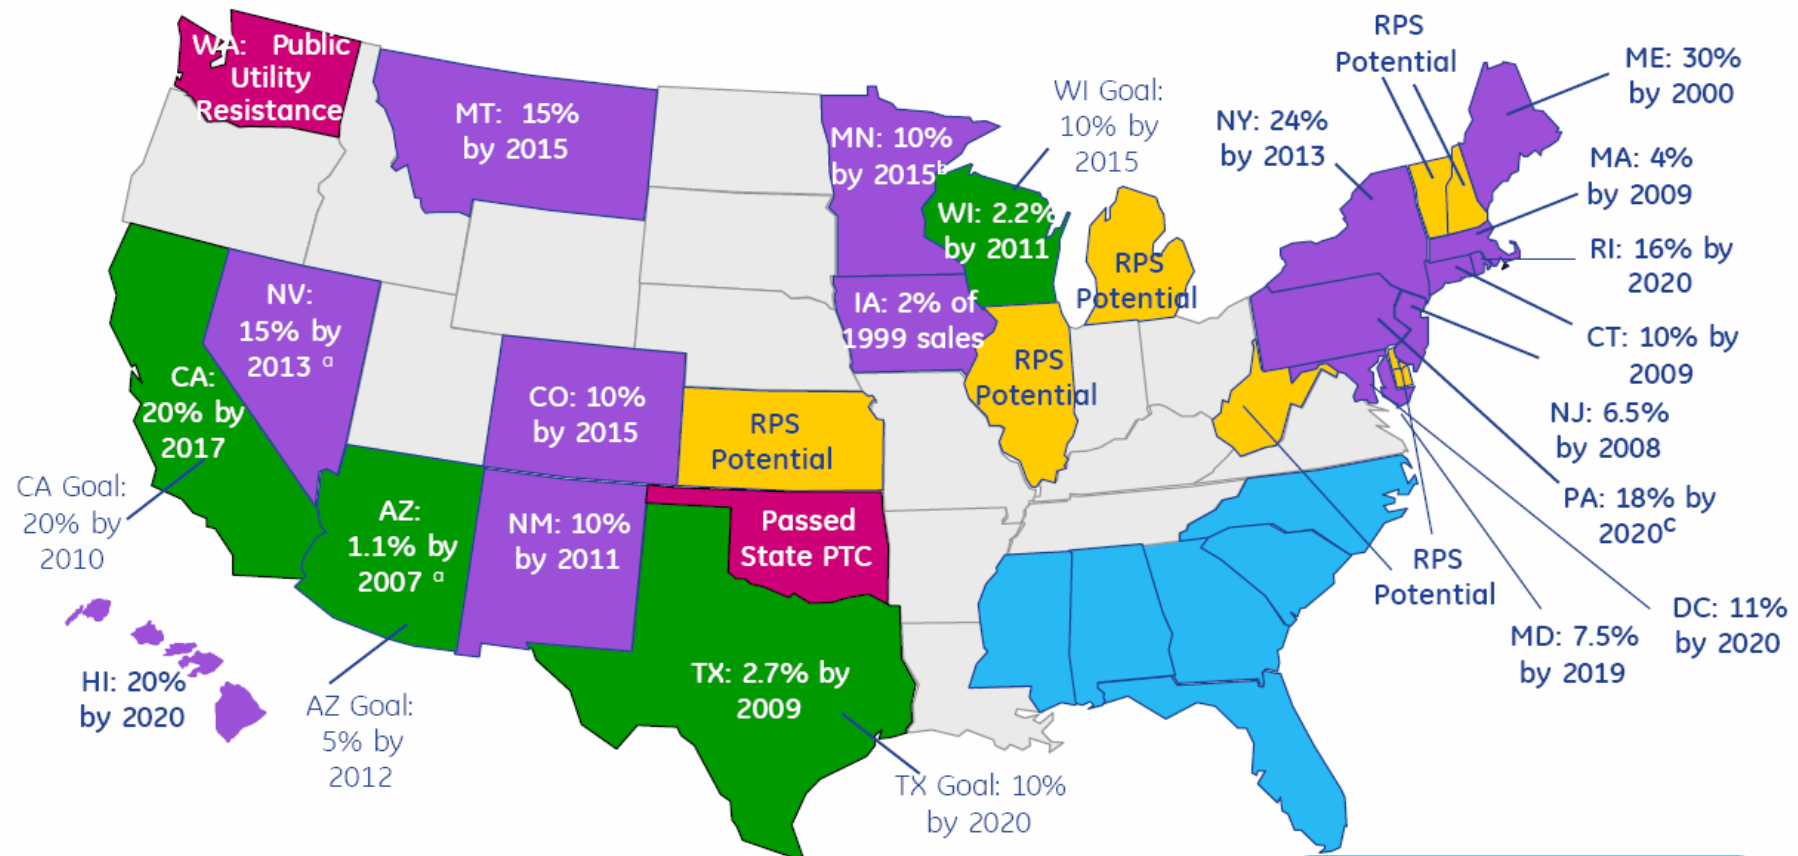 WA: Public
Utility
Resistance
MT: 15%
by 2015
MN: 10%
by 2015b
WI Goal:
10% by
2015
WI: 2.2%
by 2011
RPS
Potential
ME: 30%
by 2000
NY: 24%
by 2013
MA: 4%
by 2009
RI: 16% by
2020
CT: 10% by
2009
NJ: 6.5%
by 2008
PA: 18% by
2020c
RPS
Potential
DC: 11%
by 2020
MD: 7.5%
by 2019
RPS
Potential
IA: 2% of
1999 sales
RPS
Potential
NV:
15% by
2013 a
CA:
20% by
2017
CO: 10%
by 2015
RPS
Potential
CA Goal:
20% by
2010
AZ:
1.1% by
2007 a
NM: 10%
by 2011
Passed
State PTC
HI: 20%
by 2020
AZ Goal:
5% by
2012
TX: 2.7% by
2009
TX Goal: 10%
by 2020